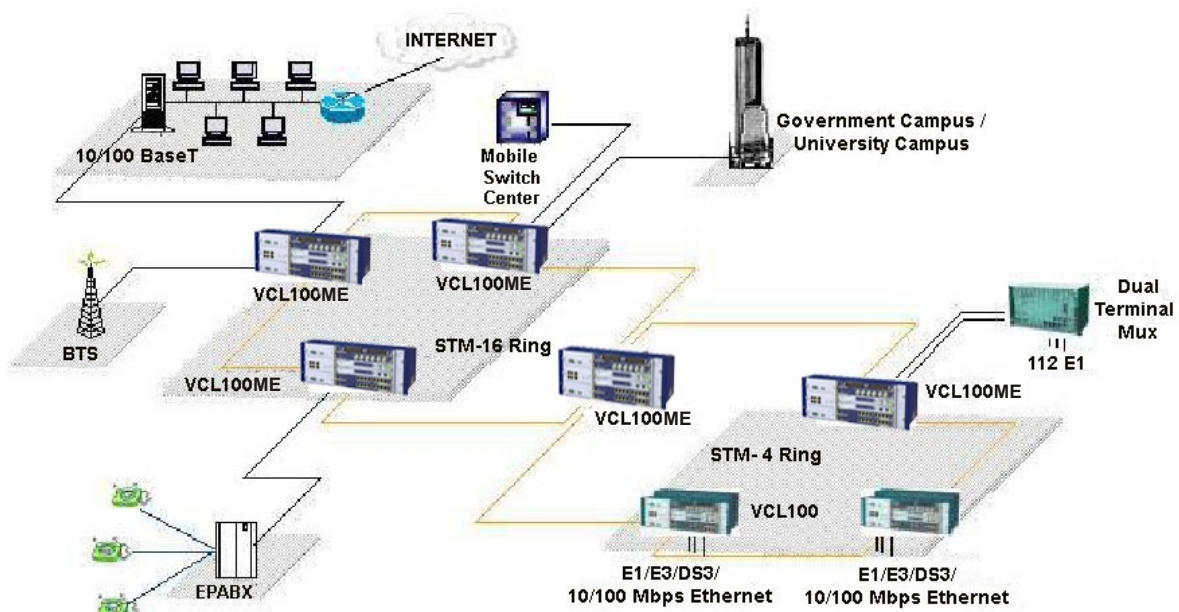 INTERNET
10/100 BaseT
Mobile
Switch
Center
Government Campus /
University Campus
VCL100ME
VCL100ME
BTS
STM-16 Ring
VCL100ME
VCL100ME
VCL100ME
Dual
Terminal
Mux
112 E1
STM- 4 Ring
VCL100
EPABX
E1/E3/DS3/
10/100 Mbps Ethernet
E1/E3/DS3/
10/100 Mbps Ethernet